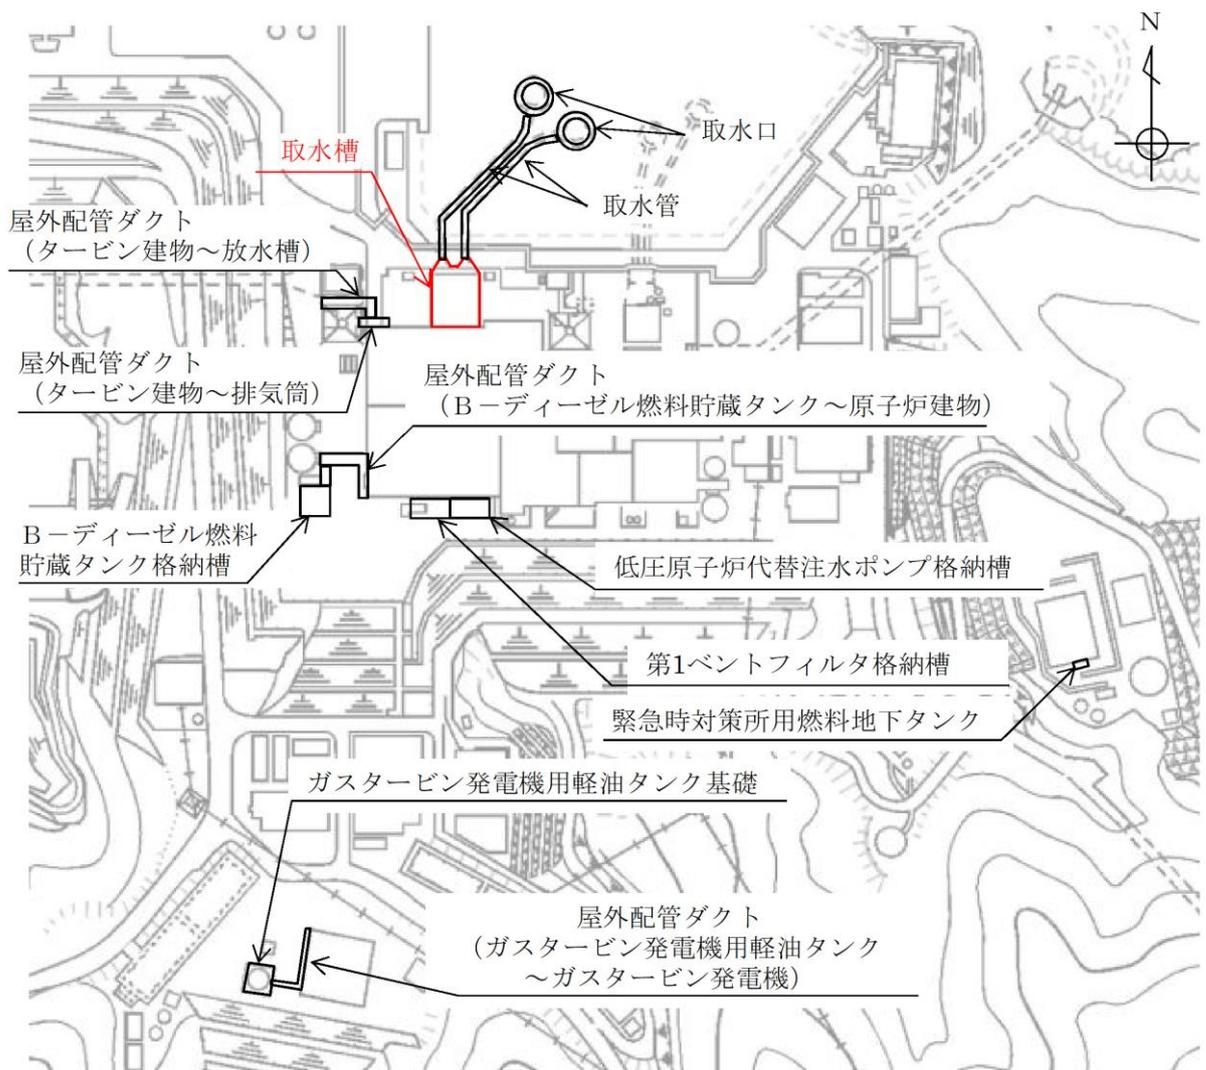 N
取水口
取水槽
取水管
屋外配管ダクト
（タービン建物～放水槽）
屋外配管ダクト
（タービン建物～排気筒）
屋外配管ダクト
（Ｂ－ディーゼル燃料貯蔵タンク～原子炉建物）
Ｂ－ディーゼル燃料
貯蔵タンク格納槽
低圧原子炉代替注水ポンプ格納槽
第1ベントフィルタ格納槽
緊急時対策所用燃料地下タンク
ガスタービン発電機用軽油タンク基礎
屋外配管ダクト
（ガスタービン発電機用軽油タンク
～ガスタービン発電機）